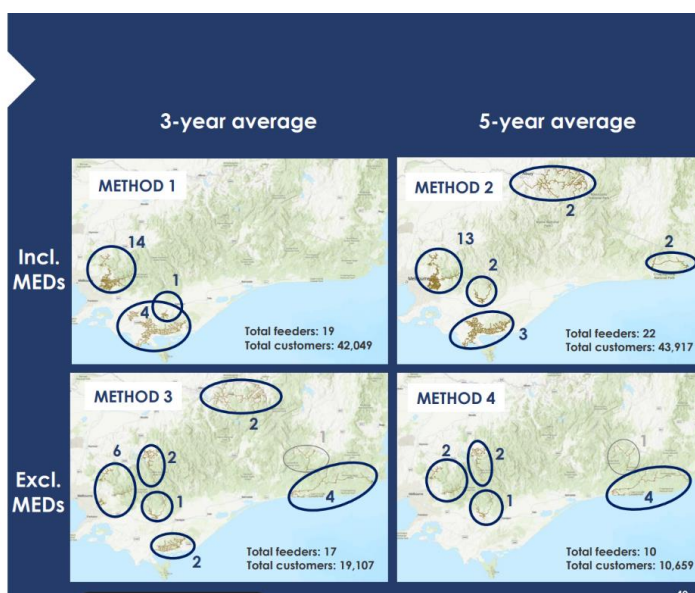 3-year average
5-year average
Incl.
MEDs
METHOD 1
14
1
4
Total feeders: 19
Total customers: 42,049
METHOD 2
2
13
2
2
3
Total feeders: 22
Total customers: 43,917
Excl.
MEDs
METHOD 3
2
6
2
1
1
4
2
Total feeders: 17
Total customers: 19,107
METHOD 4
2
2
1
1
4
Total feeders: 10
Total customers: 10,659